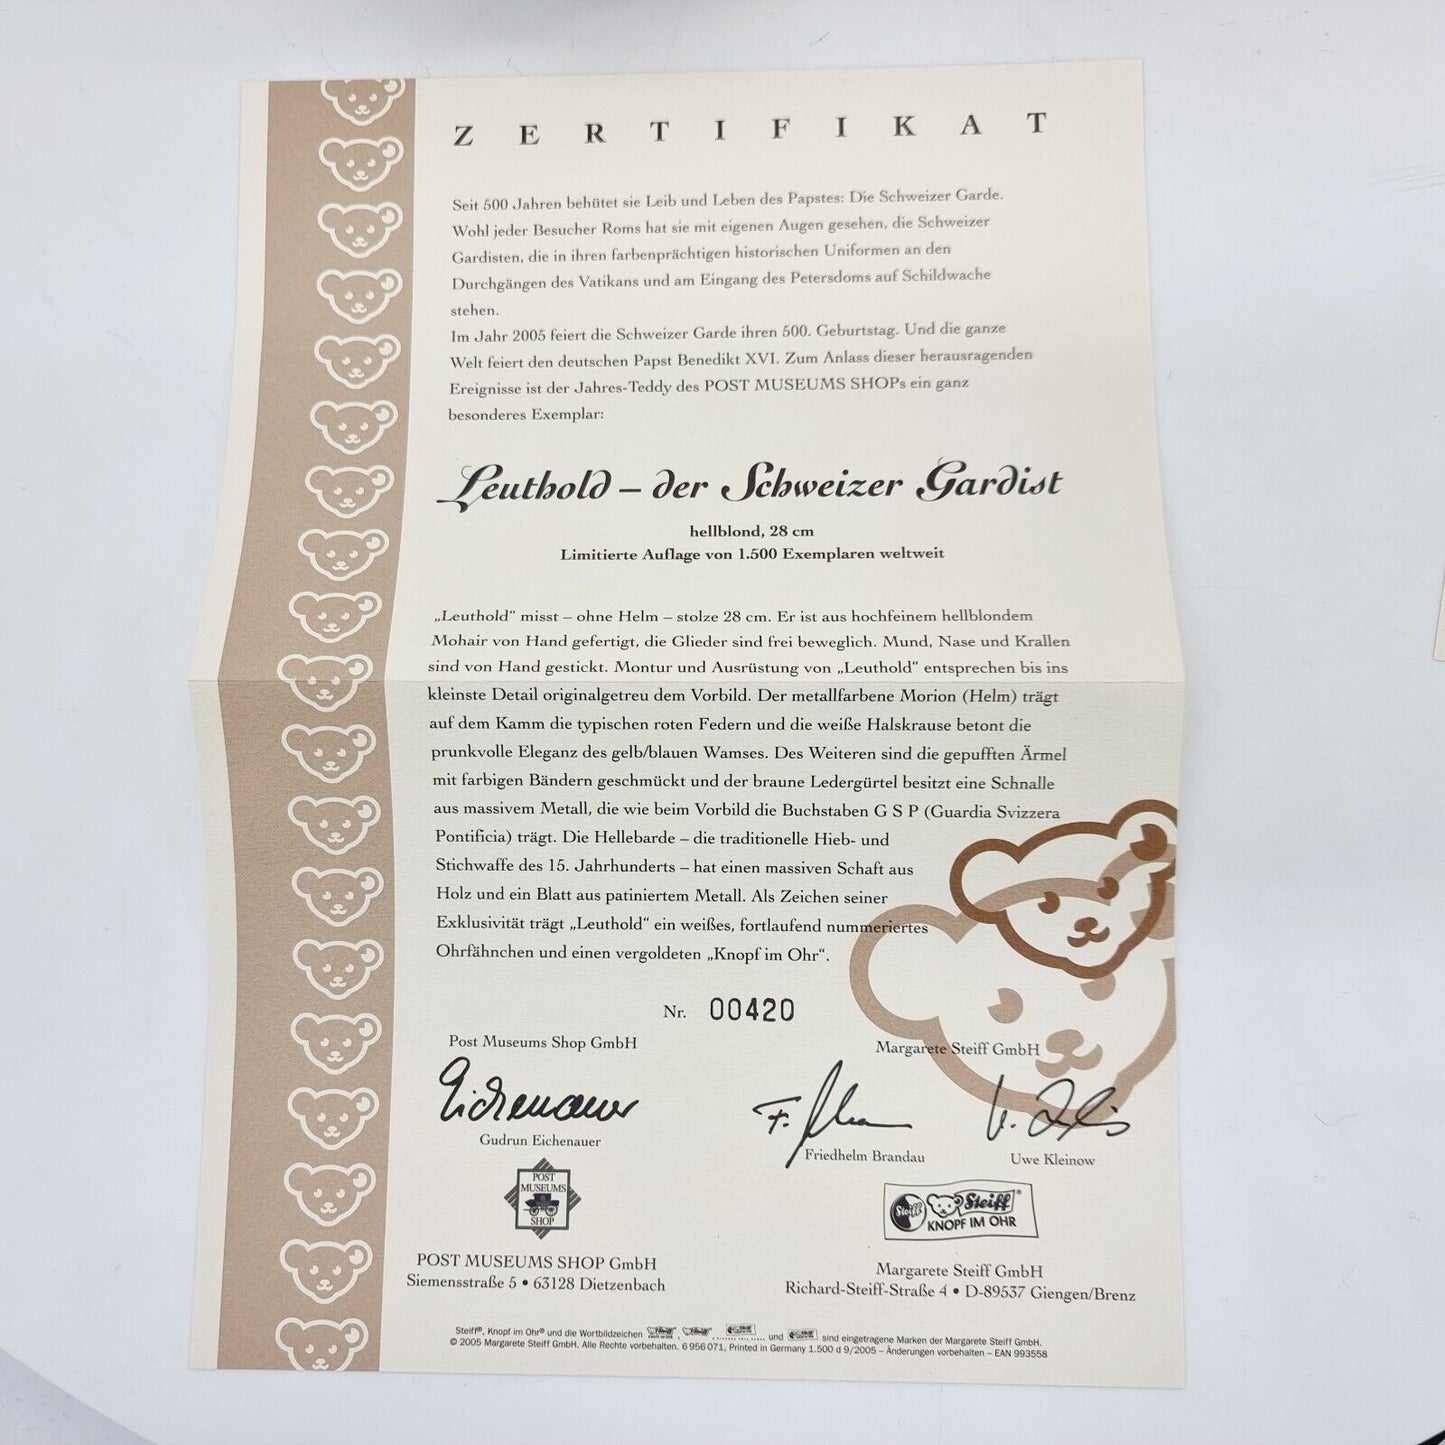 ZERTIFIKAT
Seit 500 Jahren behütet sie Leib und Leben des Papstes: Die Schweizer Garde.
Wohl jeder Besucher Roms hat sie mit eigenen Augen gesehen, die Schweizer
Gardisten, die in ihren farbenprächtigen historischen Uniformen an den
Durchgängen des Vatikans und am Eingang des Petersdoms auf Schildwache
stehen.
Im Jahr 2005 feiert die Schweizer Garde ihren 500. Geburtstag. Und die ganze
Welt feiert den deutschen Papst Benedikt XVI. Zum Anlass dieser herausragenden
Ereignisse ist der Jahres-Teddy des POST MUSEUMS SHOPs ein ganz
besonderes Exemplar:
Leuthold – der Schweizer Gardist
hellblond, 28 cm
Limitierte Auflage von 1.500 Exemplaren weltweit
„Leuthold“ misst – ohne Helm – stolze 28 cm. Er ist aus hochfeinem hellblondem
Mohair von Hand gefertigt, die Glieder sind frei beweglich. Mund, Nase und Krallen
sind von Hand gestickt. Montur und Ausrüstung von „Leuthold“ entsprechen bis ins
kleinste Detail originalgetreu dem Vorbild. Der metallfarbene Morion (Helm) trägt
auf dem Kamm die typischen roten Federn und die weiße Halskrause betont die
prunkvolle Eleganz des gelb/blauen Wamses. Des Weiteren sind die gepufften Ärmel
mit farbigen Bändern geschmückt und der braune Ledergürtel besitzt eine Schnalle
aus massivem Metall, die wie beim Vorbild die Buchstaben G S P (Guardia Svizzera
Pontificia) trägt. Die Hellebarde – die traditionelle Hieb- und
Stichwaffe des 15. Jahrhunderts – hat einen massiven Schaft aus
Holz und ein Blatt aus patiniertem Metall. Als Zeichen seiner
Exklusivität trägt „Leuthold“ ein weißes, fortlaufend nummeriertes
Ohrfähnchen und einen vergoldeten „Knopf im Ohr“.
Nr. 00420
Post Museums Shop GmbH
Margarete Steiff GmbH
Eichenauer
Gudrun Eichenauer
Friedhelm Brandau
Uwe Kleinow
POST
MUSEUMS
SHOP
Steiff
Steiff®
KNOPF IM OHR
POST MUSEUMS SHOP GmbH
Siemensstraße 5 • 63128 Dietzenbach
Margarete Steiff GmbH
Richard-Steiff-Straße 4 • D-89537 Giengen/Brenz
Steiff®, Knopf im Ohr® und die Wortbildzeichen , , und sind eingetragene Marken der Margarete Steiff GmbH.
© 2005 Margarete Steiff GmbH. Alle Rechte vorbehalten. 6 956 071, Printed in Germany 1.500 d 9/2005 – Änderungen vorbehalten – EAN 993558